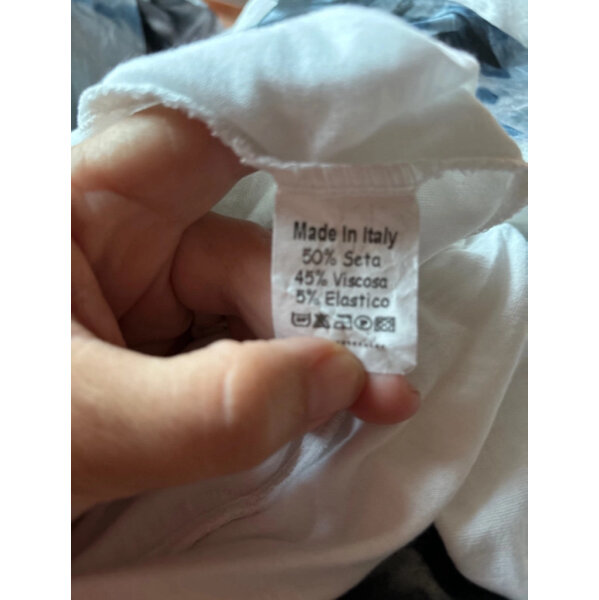 Made in Italy
50% Seta
45% Viscosa
5% Elastico